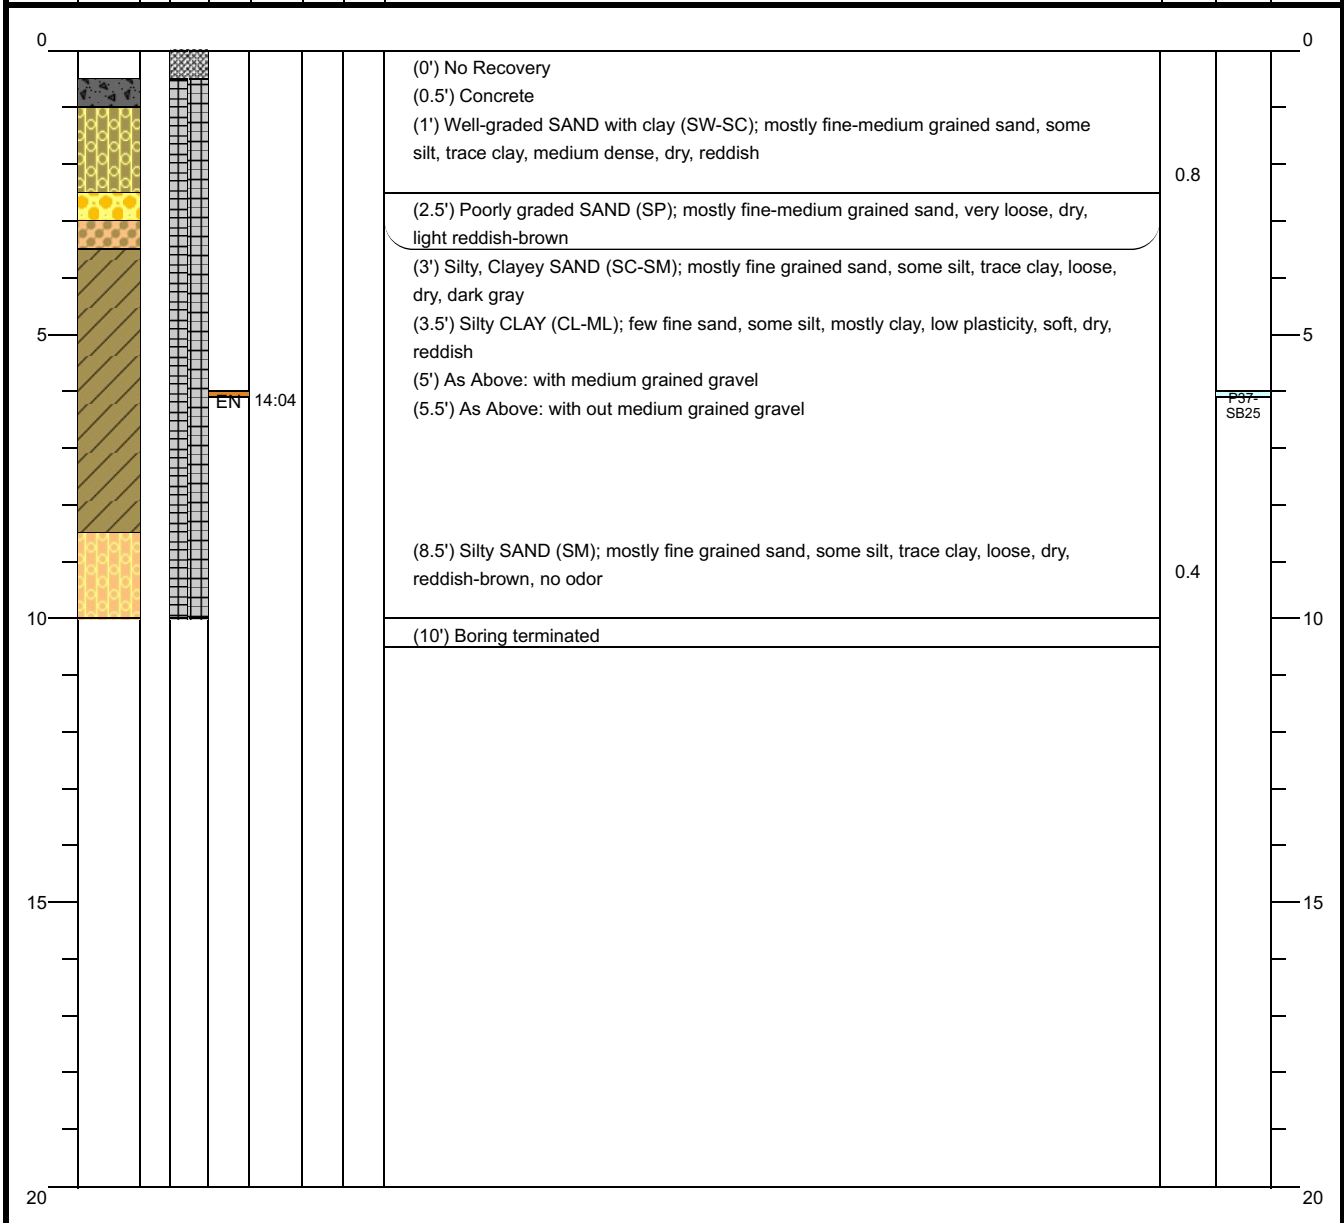 0
0
(0') No Recovery
(0.5') Concrete
(1') Well-graded SAND with clay (SW-SC); mostly fine-medium grained sand, some
silt, trace clay, medium dense, dry, reddish
0.8
(2.5') Poorly graded SAND (SP); mostly fine-medium grained sand, very loose, dry,
light reddish-brown
(3') Silty, Clayey SAND (SC-SM); mostly fine grained sand, some silt, trace clay, loose,
dry, dark gray
(3.5') Silty CLAY (CL-ML); few fine sand, some silt, mostly clay, low plasticity, soft, dry,
reddish
5
5
(5') As Above: with medium grained gravel
EN
14:04
(5.5') As Above: with out medium grained gravel
P37-
SB25
(8.5') Silty SAND (SM); mostly fine grained sand, some silt, trace clay, loose, dry,
reddish-brown, no odor
0.4
10
10
(10') Boring terminated
15
15
20
20